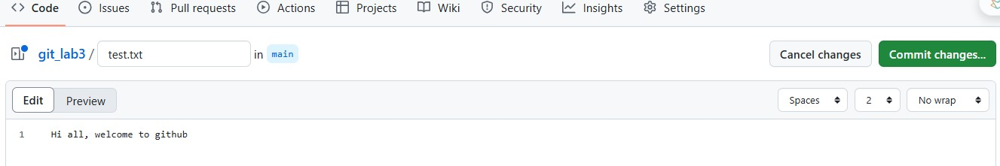 Code Issues Pull requests Actions Projects Wiki Security Insights Settings
git_lab3 / test.txt in main Cancel changes Commit changes...
Edit Preview Spaces 2 No wrap
1 Hi all, welcome to github